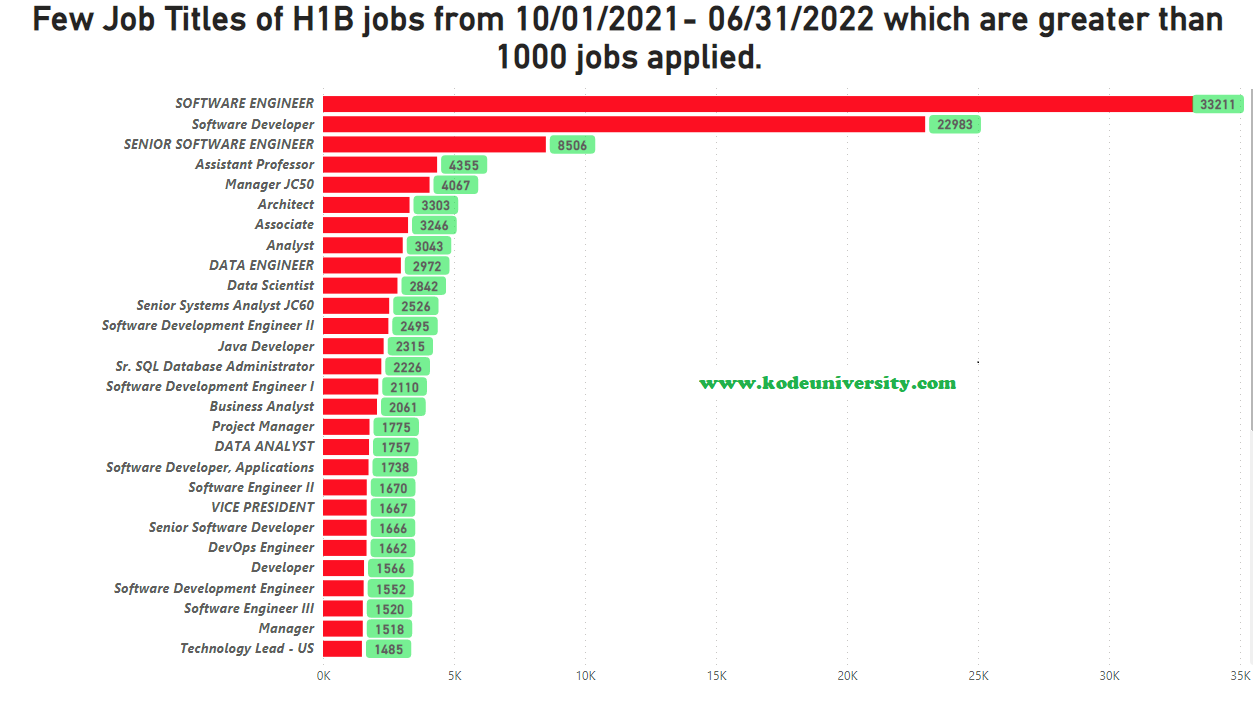 Few Job Titles of H1B jobs from 10/01/2021- 06/31/2022 which are greater than
1000 jobs applied.
SOFTWARE ENGINEER 33211
Software Developer 22983
SENIOR SOFTWARE ENGINEER 8506
Assistant Professor 4355
Manager JC50 4067
Architect 3303
Associate 3246
Analyst 3043
DATA ENGINEER 2972
Data Scientist 2842
Senior Systems Analyst JC60 2526
Software Development Engineer II 2495
Java Developer 2315
Sr. SQL Database Administrator 2226
Software Development Engineer I 2110
www.kodeuniversity.com
Business Analyst 2061
Project Manager 1775
DATA ANALYST 1757
Software Developer, Applications 1738
Software Engineer II 1670
VICE PRESIDENT 1667
Senior Software Developer 1666
DevOps Engineer 1662
Developer 1566
Software Development Engineer 1552
Software Engineer III 1520
Manager 1518
Technology Lead - US 1485
0K 5K 10K 15K 20K 25K 30K 35K